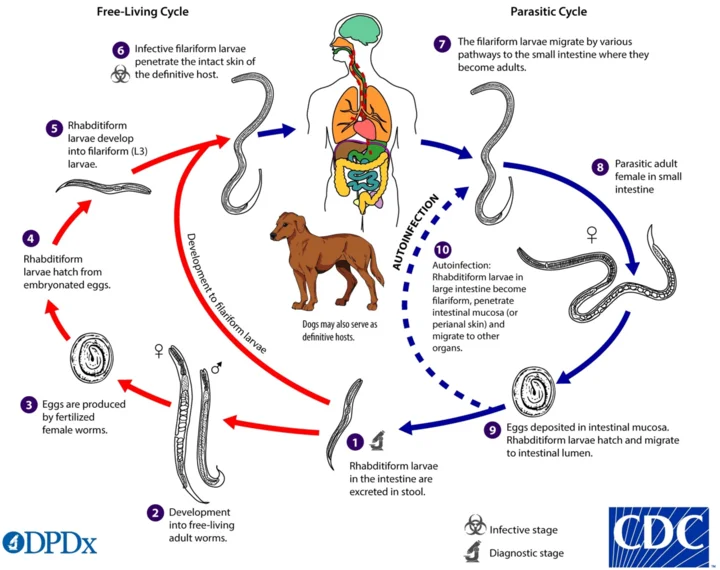 Free-Living Cycle
Parasitic Cycle
6 Infective filariform larvae
penetrate the intact skin of
the definitive host.
7 The filariform larvae migrate by various
pathways to the small intestine where they
become adults.
5 Rhabditiform
larvae develop
into filariform (L3)
larvae.
8 Parasitic adult
female in small
intestine
4
Rhabditiform
larvae hatch from
embryonated eggs.
Development to filariform larvae
AUTOINFECTION
10
Autoinfection:
Rhabditiform larvae in
large intestine become
filariform, penetrate
intestinal mucosa (or
perianal skin) and
migrate to other
organs.
♀
Dogs may also serve as
definitive hosts.
♀
♂
3 Eggs are produced
by fertilized
female worms.
9 Eggs deposited in intestinal mucosa.
Rhabditiform larvae hatch and migrate
to intestinal lumen.
1
Rhabditiform larvae
in the intestine are
excreted in stool.
2 Development
into free-living
adult worms.
Infective stage
Diagnostic stage
DPDx
CDC
™